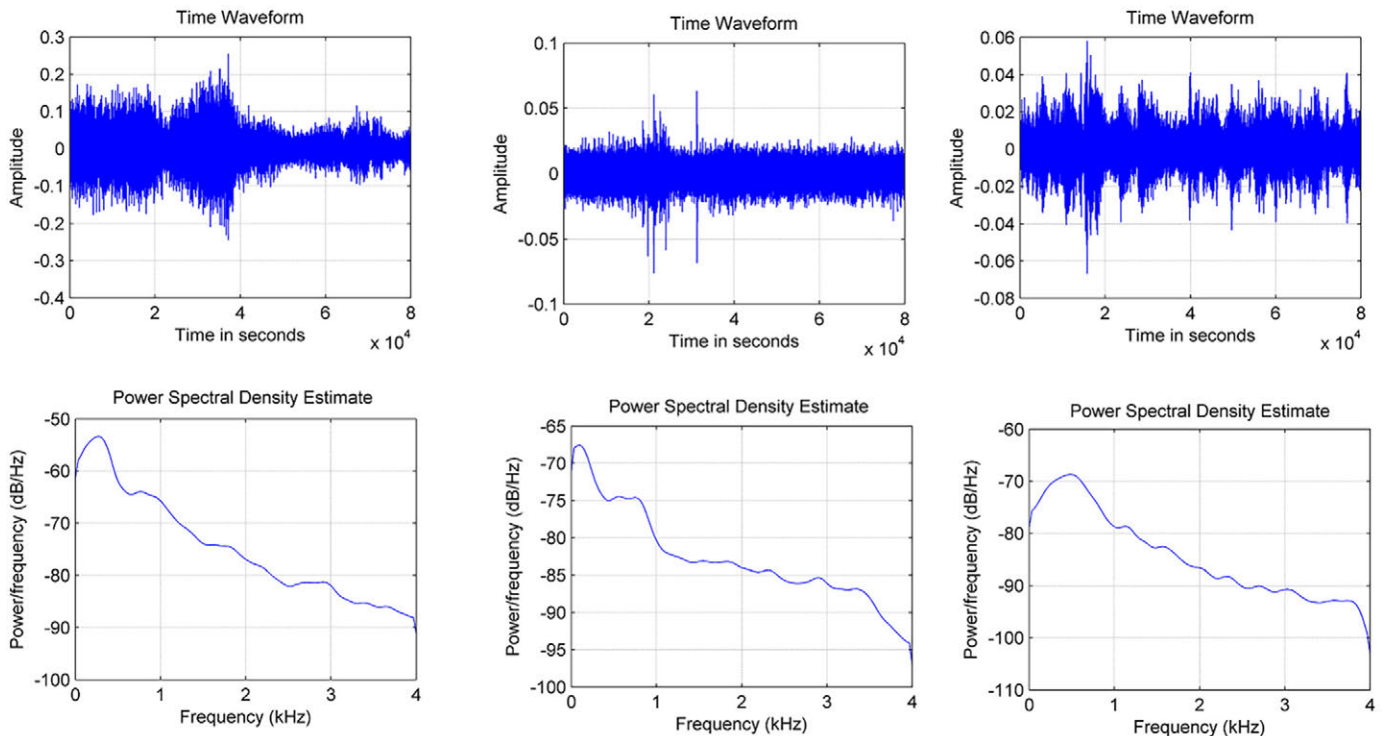 Time Waveform
0.3
0.2
0.1
0
-0.1
-0.2
-0.3
-0.4
Amplitude
0 2 4 6 8
Time in seconds
x 10^4
Time Waveform
0.1
0.05
0
-0.05
-0.1
Amplitude
0 2 4 6 8
Time in seconds
x 10^4
Time Waveform
0.06
0.04
0.02
0
-0.02
-0.04
-0.06
-0.08
Amplitude
0 2 4 6 8
Time in seconds
x 10^4
Power Spectral Density Estimate
-50
-60
-70
-80
-90
-100
Power/frequency (dB/Hz)
0 1 2 3 4
Frequency (kHz)
Power Spectral Density Estimate
-65
-70
-75
-80
-85
-90
-95
-100
Power/frequency (dB/Hz)
0 1 2 3 4
Frequency (kHz)
Power Spectral Density Estimate
-60
-70
-80
-90
-100
-110
Power/frequency (dB/Hz)
0 1 2 3 4
Frequency (kHz)